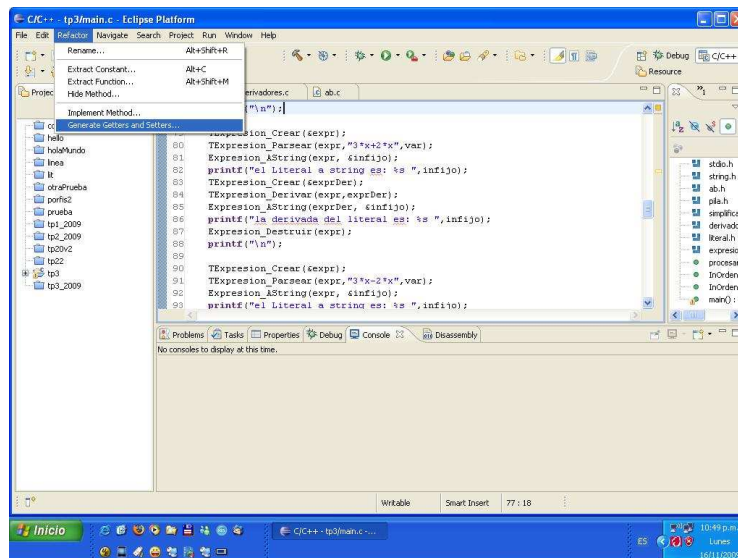 C/C++ - tp3/main.c - Eclipse Platform
File Edit Refactor Navigate Search Project Run Window Help
Rename... Alt+Shift+R
Extract Constant... Alt+C
Extract Function... Alt+Shift+M
Hide Method...
Implement Method...
Generate Getters and Setters...
Debug C/C++
Resource
Projec
erivadores.c
ab.c
hello
holaMundo
linea
lit
otraPrueba
porfis2
prueba
tp1_2009
tp2_2009
tp20v2
tp22
tp3
tp3_2009
("\n");
TExpresion_Crear(&expr);
80 TExpresion_Parsear(expr,"3*x+2*x",var);
81 Expresion_AString(expr, &infijo);
82 printf("el Literal a string es: %s ",infijo);
83 TExpresion_Crear(&exprDer);
84 TExpresion_Derivar(expr,exprDer);
85 Expresion_AString(exprDer, &infijo);
86 printf("la derivada del literal es: %s ",infijo);
87 Expresion_Destruir(expr);
88 printf("\n");
89
90 TExpresion_Crear(&expr);
91 TExpresion_Parsear(expr,"3*x-2*x",var);
92 Expresion_AString(expr, &infijo);
93 printf("el Literal a string es: %s ",infijo);
stdio.h
string.h
ab.h
pila.h
simplifica
derivado
literal.h
expresio
procesar
InOrden
InOrden
main() :
Problems Tasks Properties Debug Console Disassembly
No consoles to display at this time.
Writable Smart Insert 77 : 18
Inicio
C/C++ - tp3/main.c -...
ES
10:49 p.m.
Lunes
16/11/2009